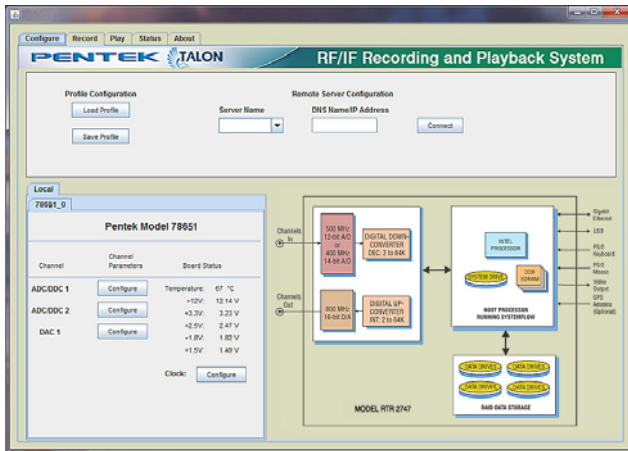 Configure Record Play Status About
PENTEK TALON RF/IF Recording and Playback System
Profile Configuration
Load Profile
Save Profile
Remote Server Configuration
Server Name
DNS Name/IP Address
Connect
Local
78651_0
Pentek Model 78651
Channel
Channel Parameters
Board Status
ADC/DDC 1 Configure
ADC/DDC 2 Configure
DAC 1 Configure
Temperature: 67 °C
+12V: 12.14 V
+3.3V: 3.23 V
+2.5V: 2.47 V
+1.8V: 1.82 V
+1.5V: 1.49 V
Clock: Configure
Channels
In
500 MHz
12-bit A/D
or
400 MHz
14-bit A/D
DIGITAL DOWN-
CONVERTER
DEC: 2 to 64K
Channels
Out
800 MHz
16-bit D/A
DIGITAL UP-
CONVERTER
INT: 2 to 64K
INTEL
PROCESSOR
SYSTEM DRIVE
DDR
SDRAM
HOST PROCESSOR
RUNNING SYSTEMFLOW
Gigabit
Ethernet
USB
PS/2
Keyboard
PS/2
Mouse
Video
Output
GPS
Antenna
(Optional)
DATA DRIVES DATA DRIVES
DATA DRIVES DATA DRIVES
RAID DATA STORAGE
MODEL RTR 2747